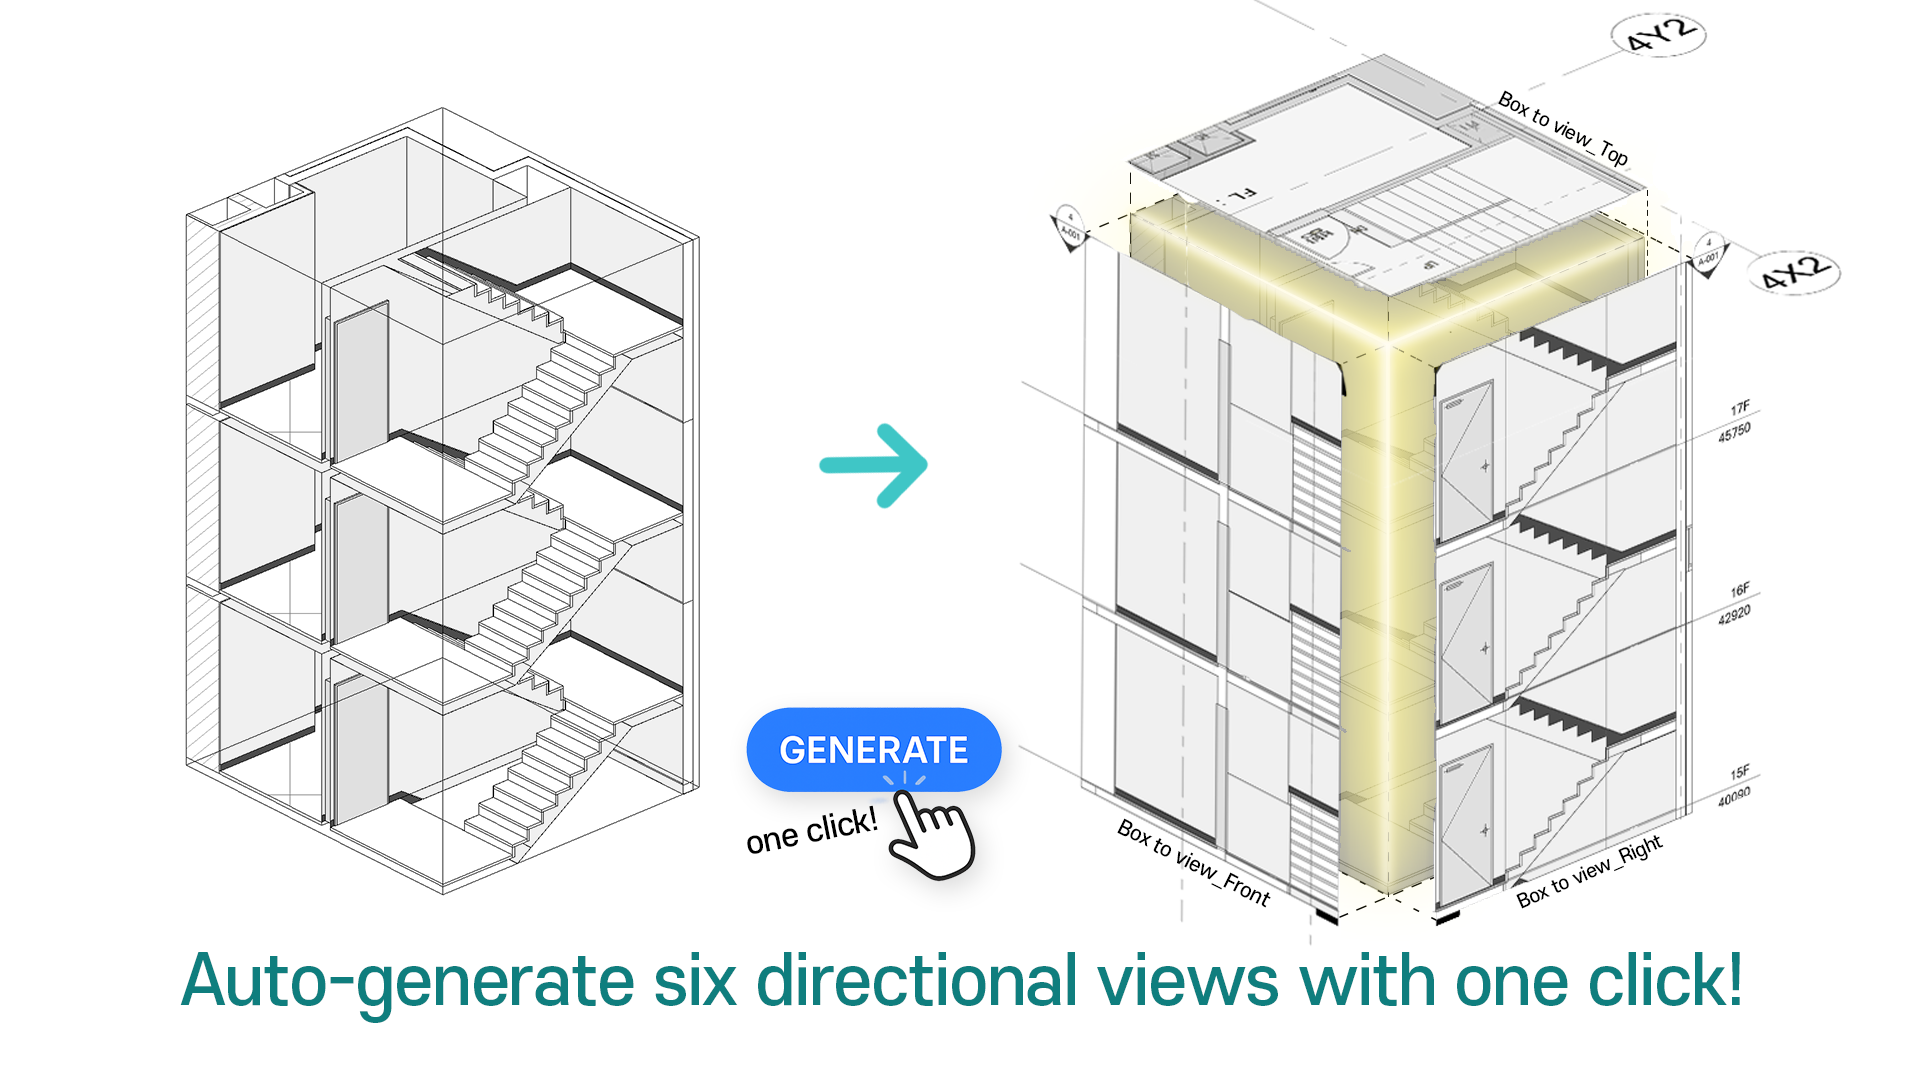 4Y2
Box to view_Top
FL
4
A-001
4
A-001
4X2
UP
17F
45750
16F
42920
15F
40090
GENERATE
one click!
Box to view_Front
Box to view_Right
Auto-generate six directional views with one click!